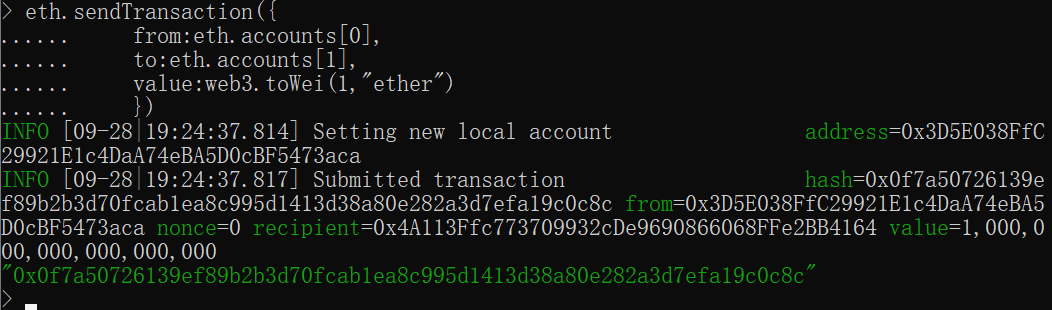 > eth.sendTransaction({
......      from:eth.accounts[0],
......      to:eth.accounts[1],
......      value:web3.toWei(1,"ether")
......      })
INFO [09-28|19:24:37.814] Setting new local account                address=0x3D5E038FfC
29921E1c4DaA74eBA5D0cBF5473aca
INFO [09-28|19:24:37.817] Submitted transaction                    hash=0x0f7a50726139e
f89b2b3d70fcab1ea8c995d1413d38a80e282a3d7efa19c0c8c from=0x3D5E038FfC29921E1c4DaA74eBA5
D0cBF5473aca nonce=0 recipient=0x4A113Ffc773709932cDe9690866068FFe2BB4164 value=1,000,0
00,000,000,000,000
"0x0f7a50726139ef89b2b3d70fcab1ea8c995d1413d38a80e282a3d7efa19c0c8c"
>